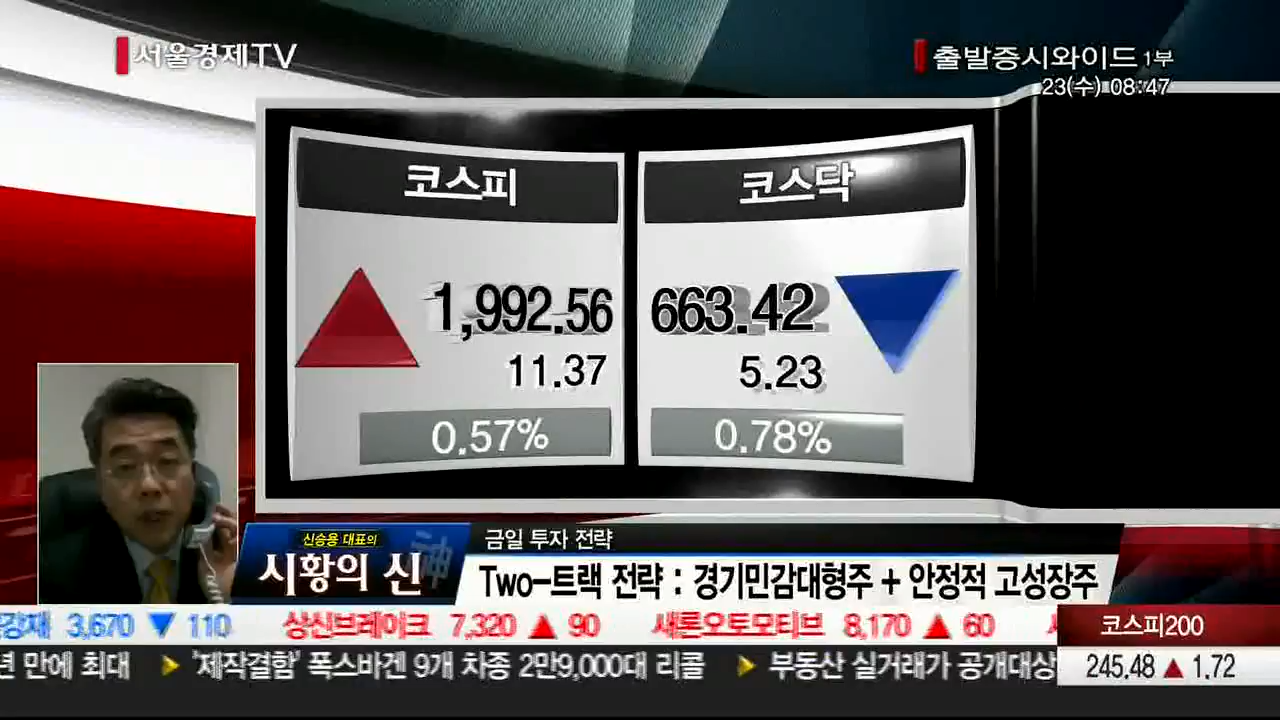 서울경제TV
출발증시와이드 1부
23(수) 08:47
코스피
1,992.56
11.37
0.57%
코스닥
663.42
5.23
0.78%
신승용 대표의
시황의 신
神
금일 투자 전략
Two-트랙 전략 : 경기민감대형주 + 안정적 고성장주
강재 3,670 ▼ 110 상신브레이크 7,320 ▲ 90 새론오토모티브 8,170 ▲ 60
코스피200
년 만에 최대 ▶ '제작결함' 폭스바겐 9개 차종 2만9,000대 리콜 ▶ 부동산 실거래가 공개대상
245.48 ▲ 1.72